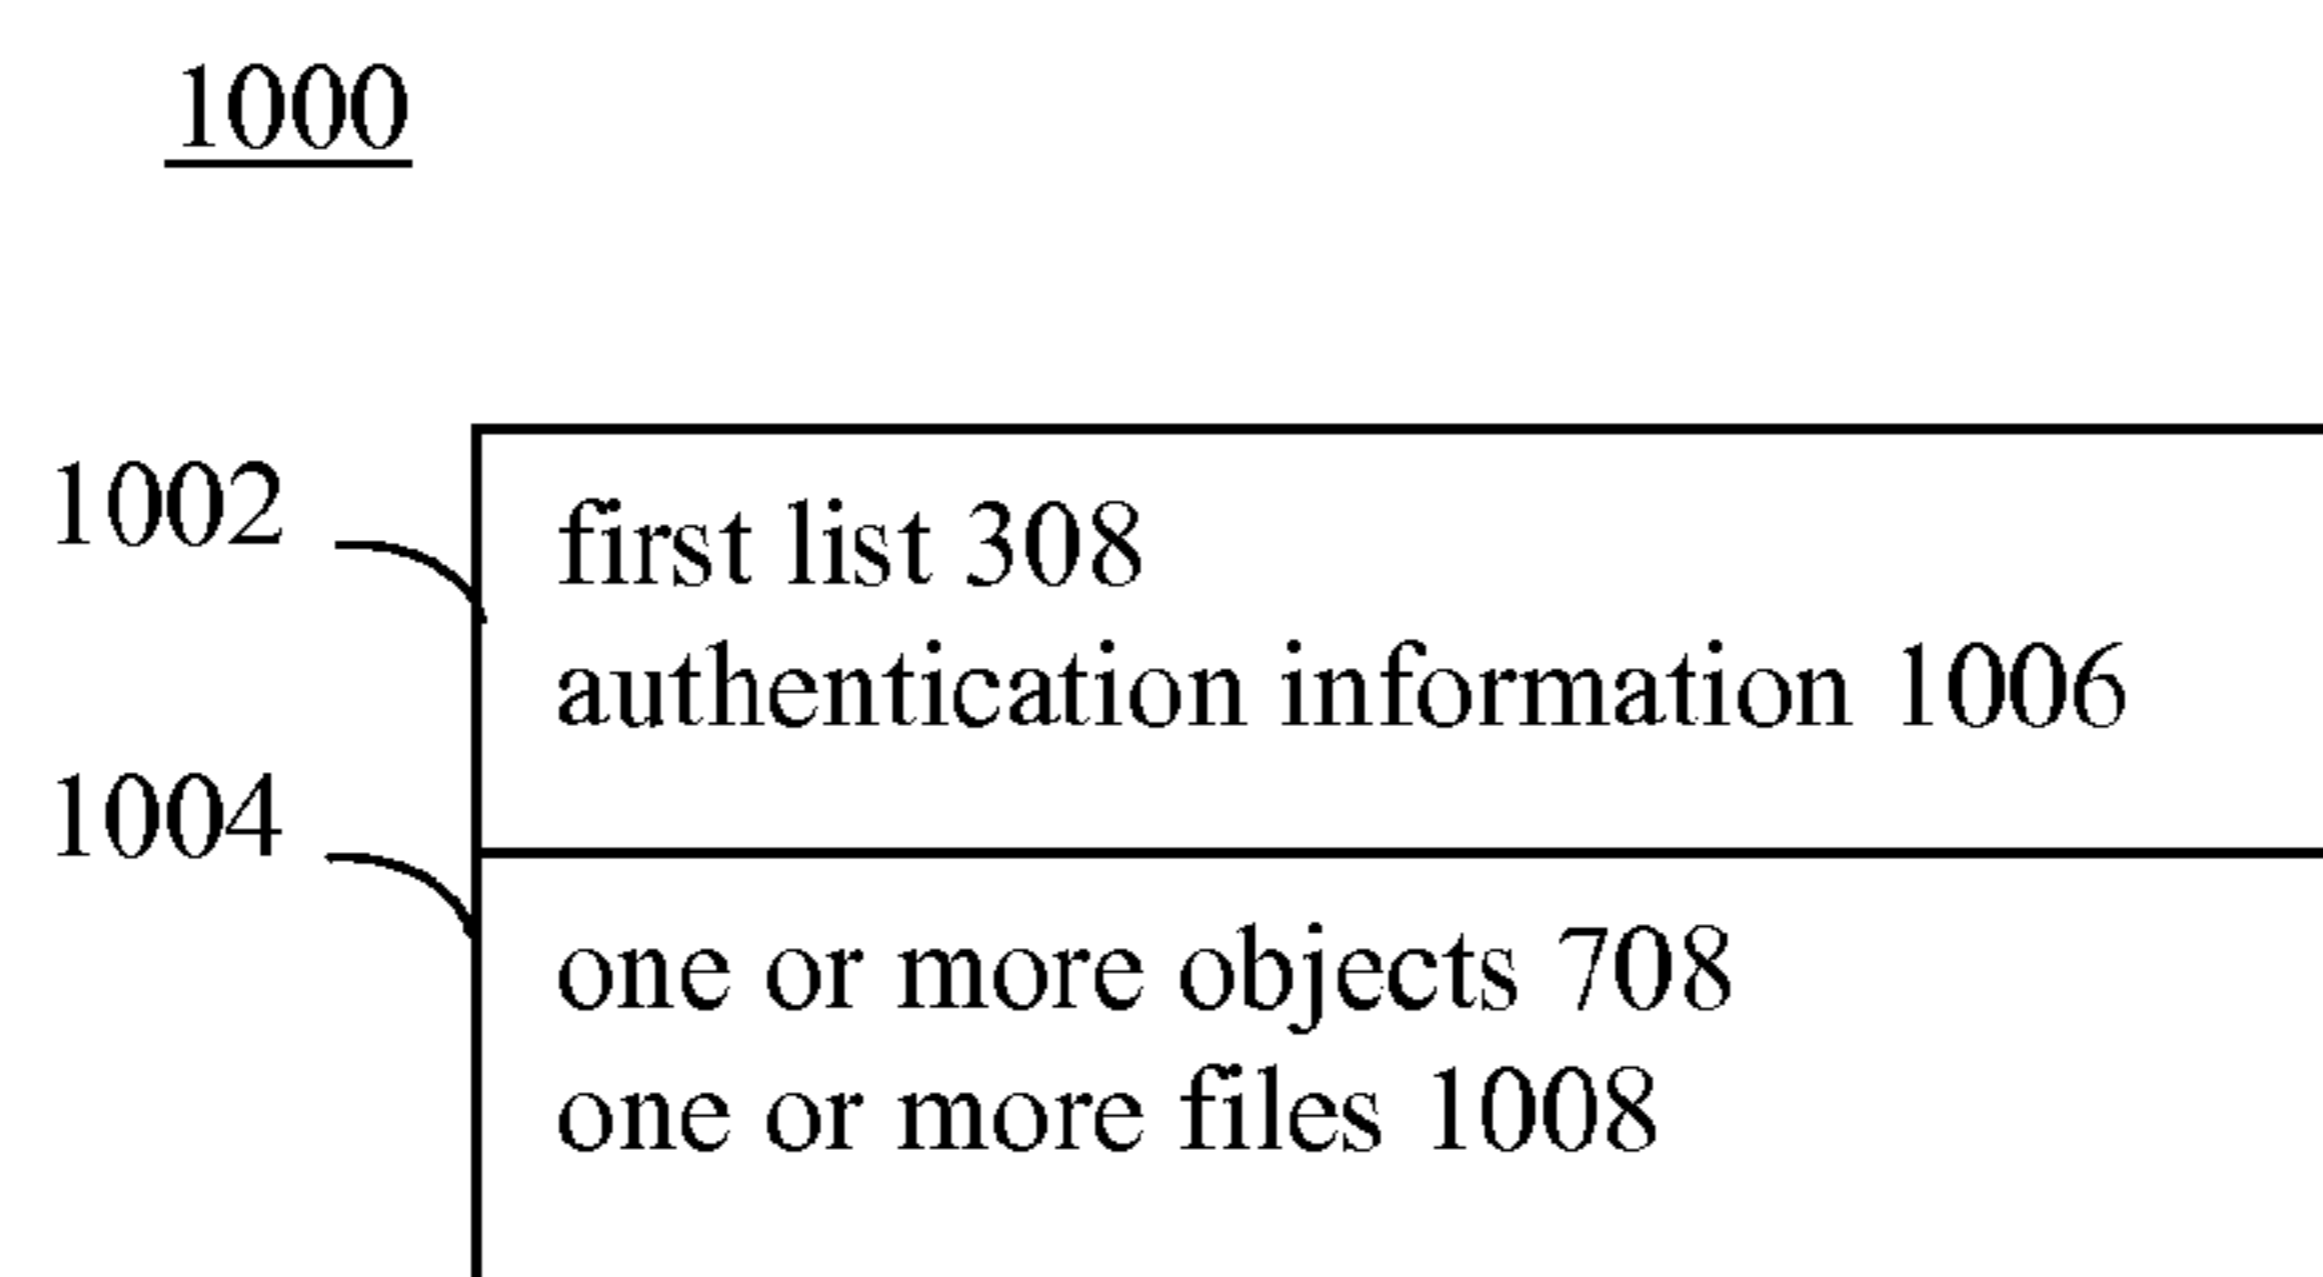 1000
1002
first list 308
authentication information 1006
1004
one or more objects 708
one or more files 1008